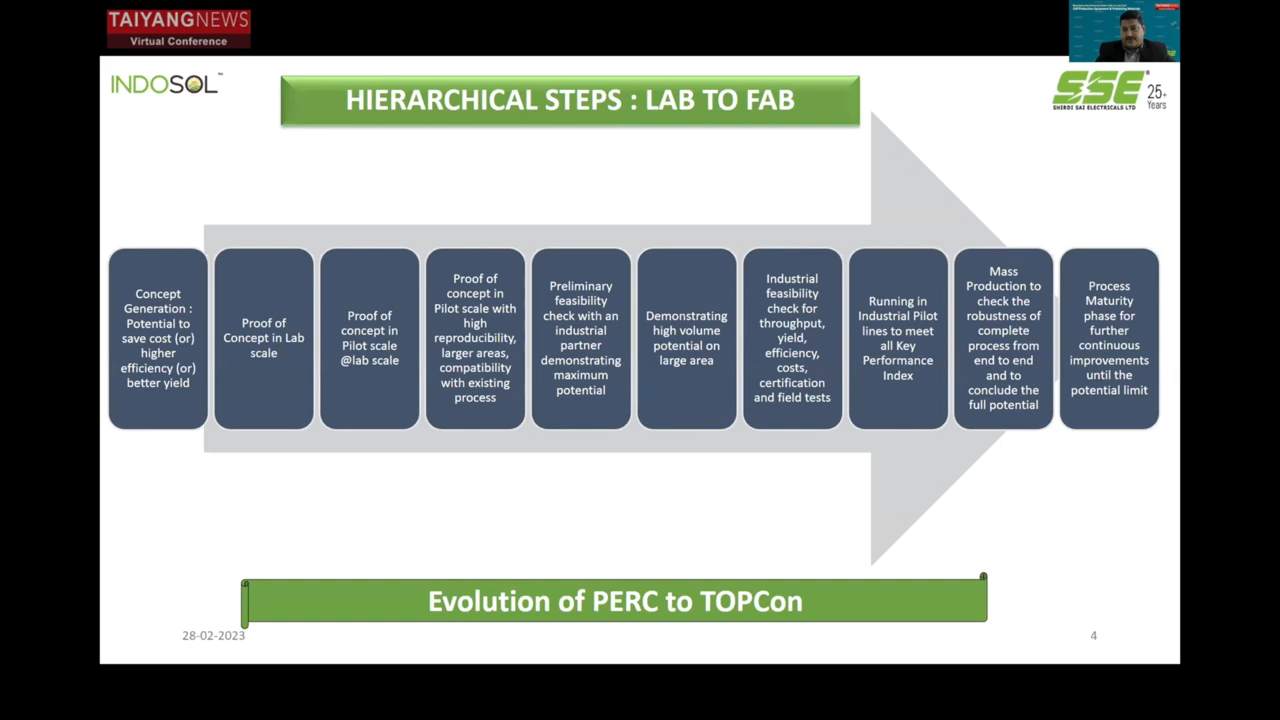 TAIYANGNEWS
Virtual Conference
TAIYANGNEWS
INDOSOL™
HIERARCHICAL STEPS : LAB TO FAB
SSE®
SHIRDI SAI ELECTRICALS LTD
25+
Years
Concept
Generation :
Potential to
save cost (or)
higher
efficiency (or)
better yield
Proof of
Concept in Lab
scale
Proof of
concept in
Pilot scale
@lab scale
Proof of
concept in
Pilot scale with
high
reproducibility,
larger areas,
compatibility
with existing
process
Preliminary
feasibility
check with an
industrial
partner
demonstrating
maximum
potential
Demonstrating
high volume
potential on
large area
Industrial
feasibility
check for
throughput,
yield,
efficiency,
costs,
certification
and field tests
Running in
Industrial Pilot
lines to meet
all Key
Performance
Index
Mass
Production to
check the
robustness of
complete
process from
end to end
and to
conclude the
full potential
Process
Maturity
phase for
further
continuous
improvements
until the
potential limit
Evolution of PERC to TOPCon
28-02-2023
4